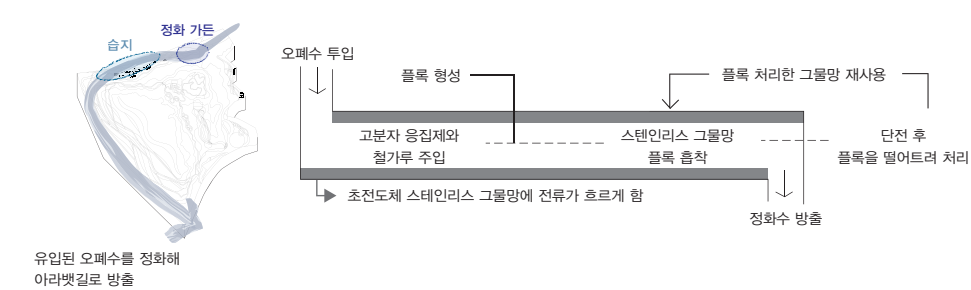 정화 가든
습지
유입된 오폐수를 정화해
아라뱃길로 방출
오폐수 투입
플록 형성
플록 처리한 그물망 재사용
고분자 응집제와
철가루 주입
스텐인리스 그물망
플록 흡착
단전 후
플록을 떨어트려 처리
초전도체 스테인리스 그물망에 전류가 흐르게 함
정화수 방출